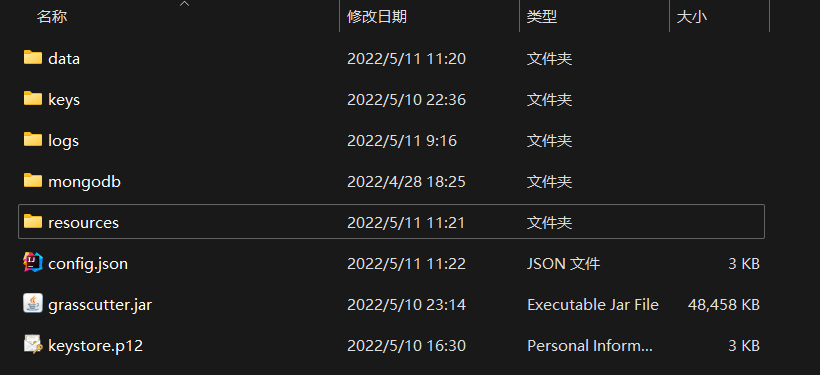 名称 修改日期 类型 大小
data 2022/5/11 11:20 文件夹
keys 2022/5/10 22:36 文件夹
logs 2022/5/11 9:16 文件夹
mongodb 2022/4/28 18:25 文件夹
resources 2022/5/11 11:21 文件夹
config.json 2022/5/11 11:22 JSON 文件 3 KB
grasscutter.jar 2022/5/10 23:14 Executable Jar File 48,458 KB
keystore.p12 2022/5/10 16:30 Personal Inform... 3 KB